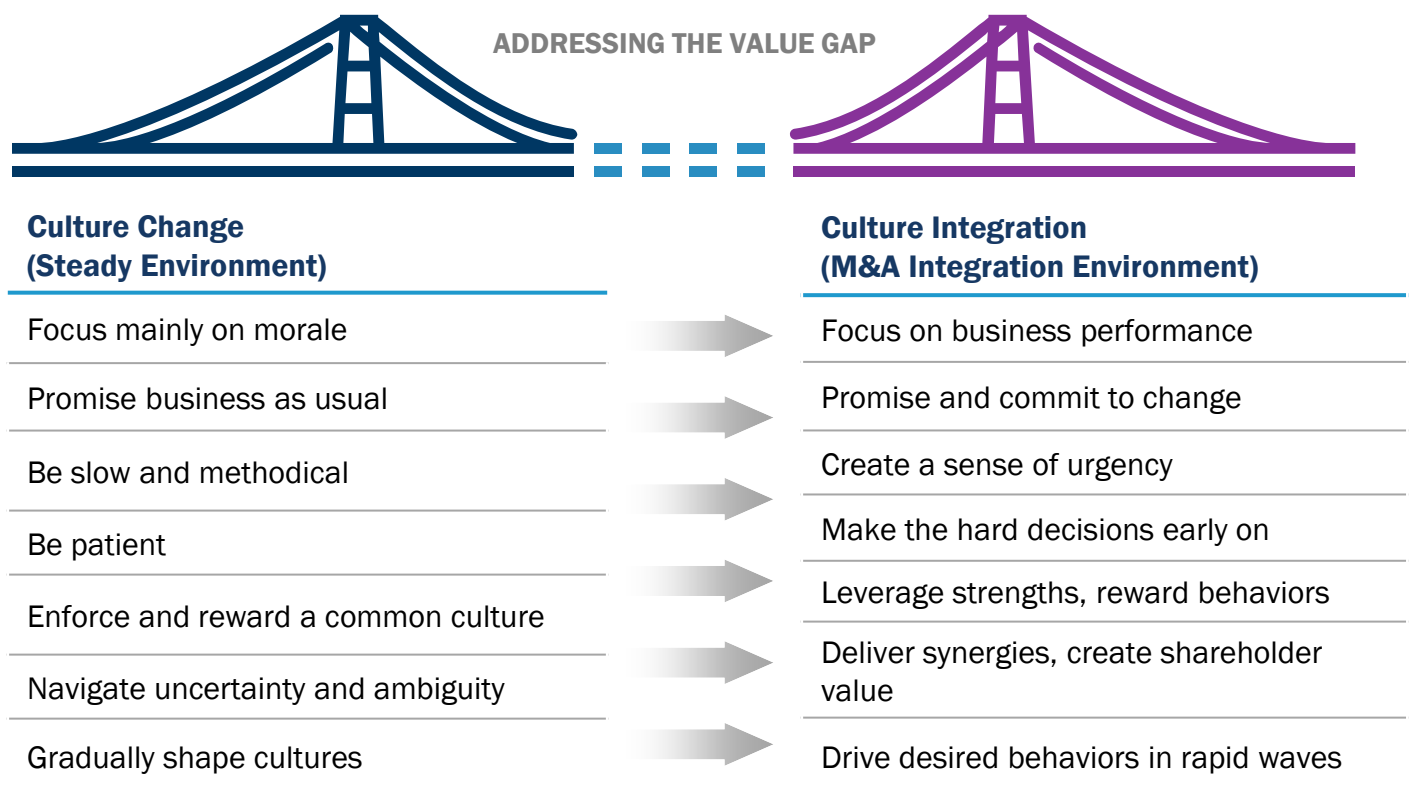 ADDRESSING THE VALUE GAP
Culture Change
(Steady Environment)
Focus mainly on morale
Promise business as usual
Be slow and methodical
Be patient
Enforce and reward a common culture
Navigate uncertainty and ambiguity
Gradually shape cultures
Culture Integration
(M&A Integration Environment)
Focus on business performance
Promise and commit to change
Create a sense of urgency
Make the hard decisions early on
Leverage strengths, reward behaviors
Deliver synergies, create shareholder
value
Drive desired behaviors in rapid waves